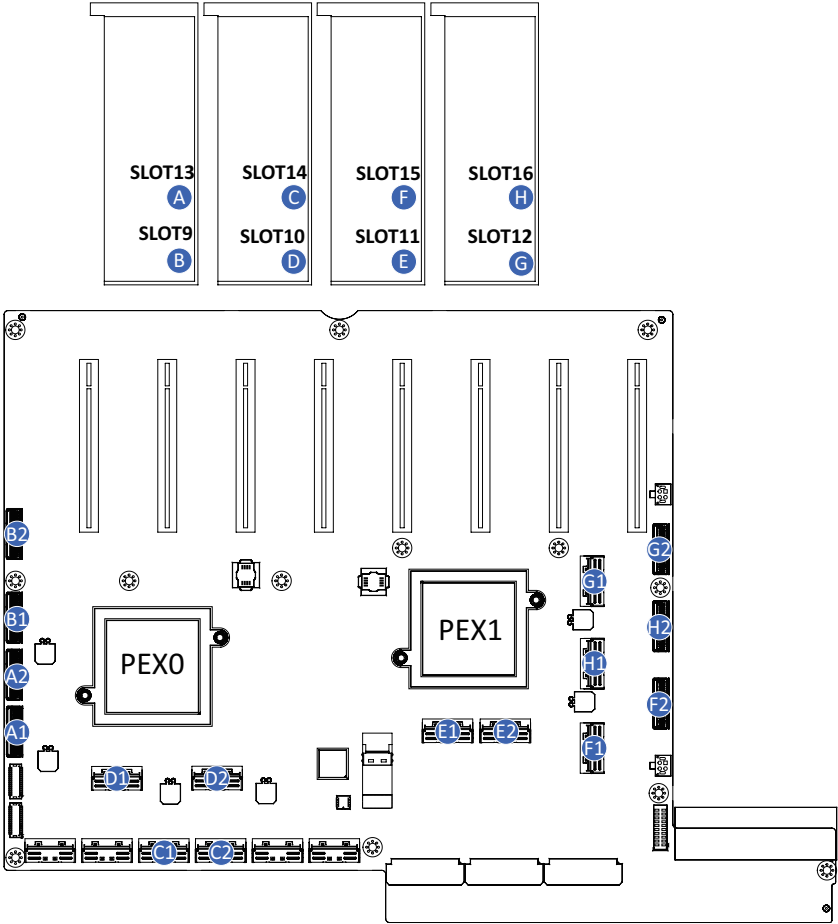 SLOT13 SLOT14 SLOT15 SLOT16
A C F H
SLOT9 SLOT10 SLOT11 SLOT12
B D E G
B2
G2
G1
B1
H2
PEX1
H1
PEX0
A2
F2
A1
E1 E2
F1
D1 D2
C1 C2